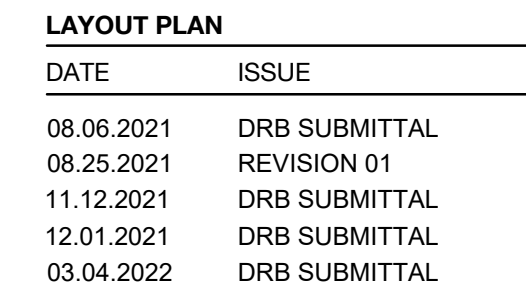 LAYOUT PLAN
DATE ISSUE
08.06.2021 DRB SUBMITTAL
08.25.2021 REVISION 01
11.12.2021 DRB SUBMITTAL
12.01.2021 DRB SUBMITTAL
03.04.2022 DRB SUBMITTAL